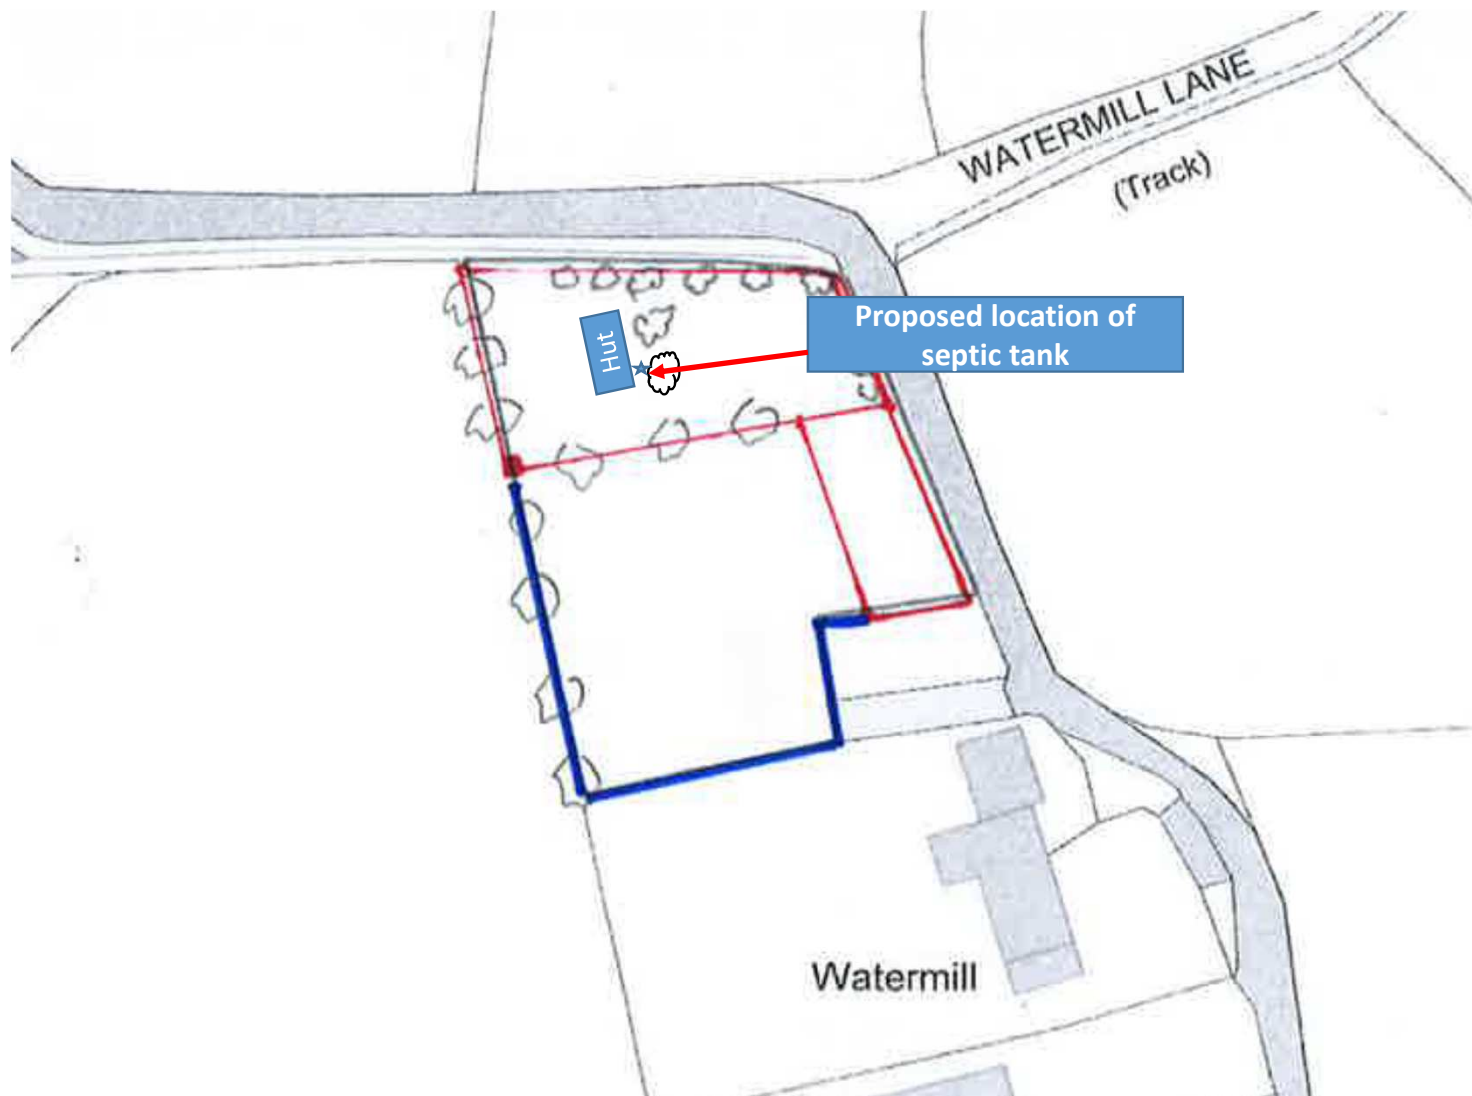 WATERMILL LANE
(Track)
Proposed location of
septic tank
Hut
Watermill